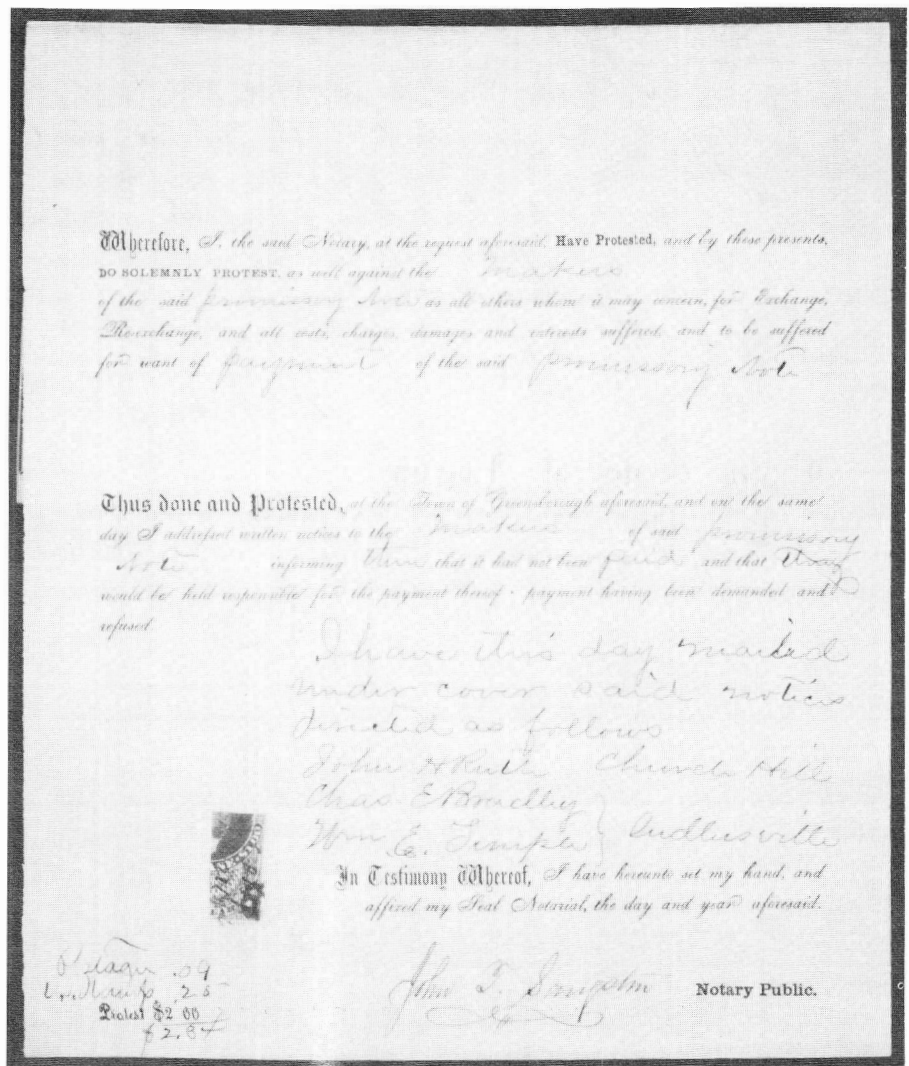 Wherefore, I, the said Notary, at the request aforesaid, Have Protested, and by these presents,
DO SOLEMNLY PROTEST, as well against the makers
of the said promissory Note as all others whom it may concern, for Exchange,
Re-exchange, and all costs, charges, damages and interests suffered, and to be suffered
for want of payment of the said promissory Note
Thus done and Protested, at the Town of Greensborough aforesaid, and on the same
day I addressed written notices to the makers of said promissory
Note informing them that it had not been paid and that they
would be held responsible for the payment thereof - payment having been demanded and
refused.
I have this day mailed
under cover said notices
directed as follows
John H Ruth Church Hill
Chas E Bradley
Wm E. Temple Sudlersville
In Testimony Whereof, I have hereunto set my hand, and
affixed my Seal Notarial, the day and year aforesaid.
Postage .09
Stamp .25
Protest $2 00
$2.34
John T. Notary Public.